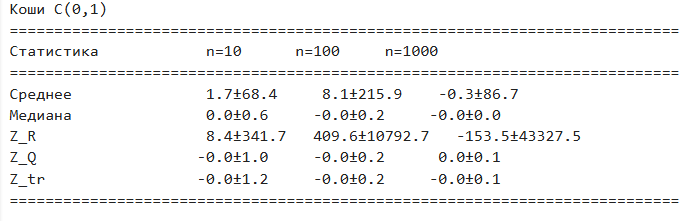 Коши C(0,1)
================================================================================
Статистика n=10 n=100 n=1000
================================================================================
Среднее 1.7±68.4 8.1±215.9 -0.3±86.7
Медиана 0.0±0.6 -0.0±0.2 -0.0±0.0
Z_R 8.4±341.7 409.6±10792.7 -153.5±43327.5
Z_Q -0.0±1.0 -0.0±0.2 0.0±0.1
Z_tr -0.0±1.2 -0.0±0.2 -0.0±0.1
================================================================================